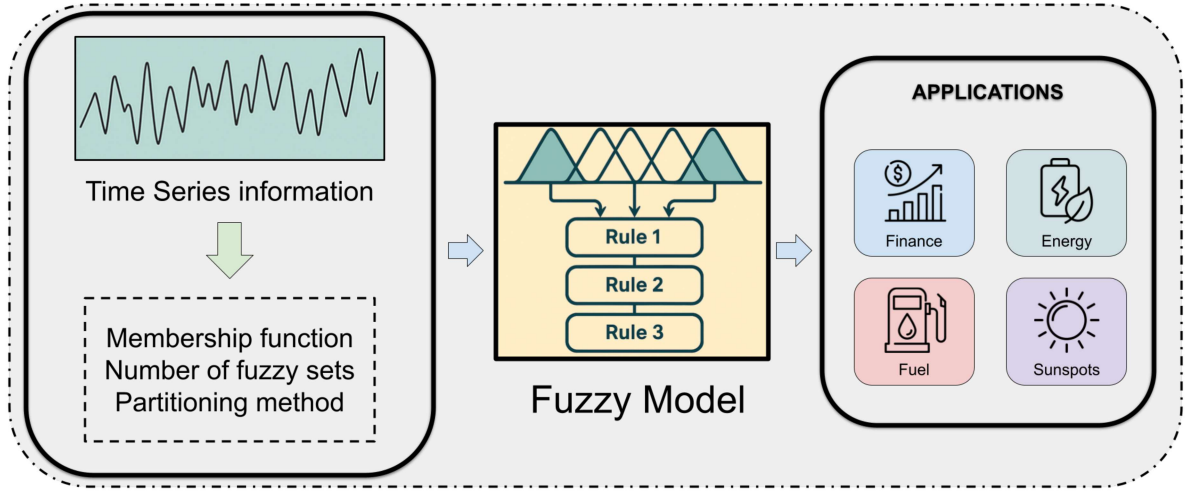 Time Series information
Membership function
Number of fuzzy sets
Partitioning method
Rule 1
Rule 2
Rule 3
Fuzzy Model
APPLICATIONS
$
Finance
Energy
Fuel
Sunspots